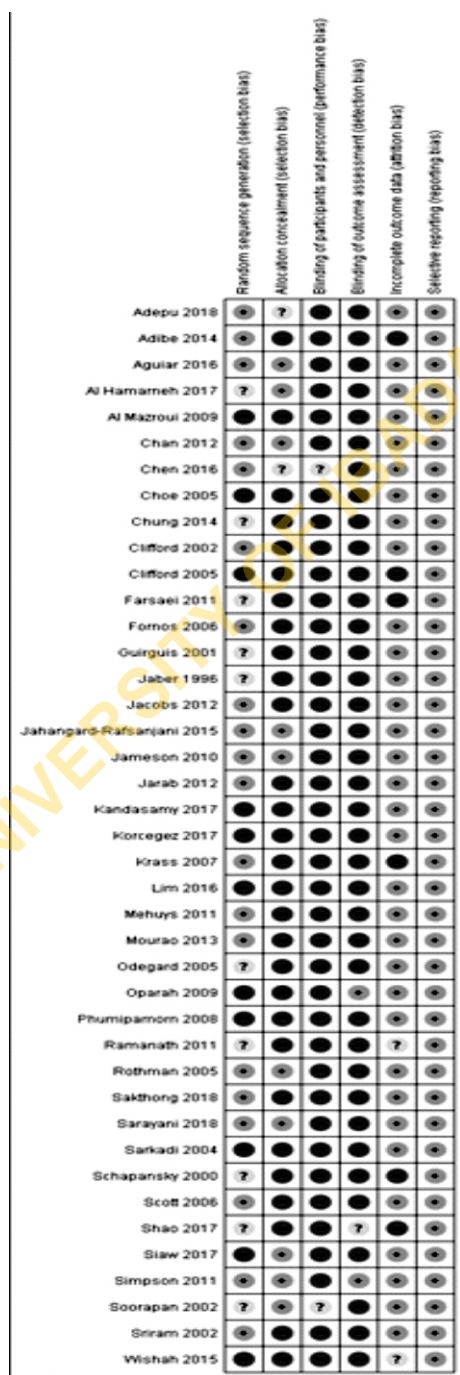 Random sequence generation (selection bias)
Allocation concealment (selection bias)
Blinding of participants and personnel (performance bias)
Blinding of outcome assessment (detection bias)
Incomplete outcome data (attrition bias)
Selective reporting (reporting bias)
Adepu 2018 ?
Adibe 2014
Aguiar 2016
Al Hamarneh 2017 ?
Al Mazroui 2009
Chan 2012
Chen 2016 ? ?
Choe 2005
Chung 2014 ?
Clifford 2002
Clifford 2005
Farsaei 2011 ?
Fornos 2006
Guirguis 2001 ?
Jaber 1996 ?
Jacobs 2012
Jahangard-Rafsanjani 2015
Jameson 2010
Jarab 2012
Kandasamy 2017
Korcegez 2017
Krass 2007
Lim 2016
Mehuys 2011
Mourao 2013
Odegard 2005 ?
Oparah 2009
Phumipamorn 2008
Ramanath 2011 ? ?
Rothman 2005
Sakthong 2018
Sarayani 2018
Sarkadi 2004
Schapansky 2000 ?
Scott 2006
Shao 2017 ? ?
Siaw 2017
Simpson 2011
Soorapan 2002 ? ?
Sriram 2002
Wishah 2015 ?
UNIVERSITY OF IBADA